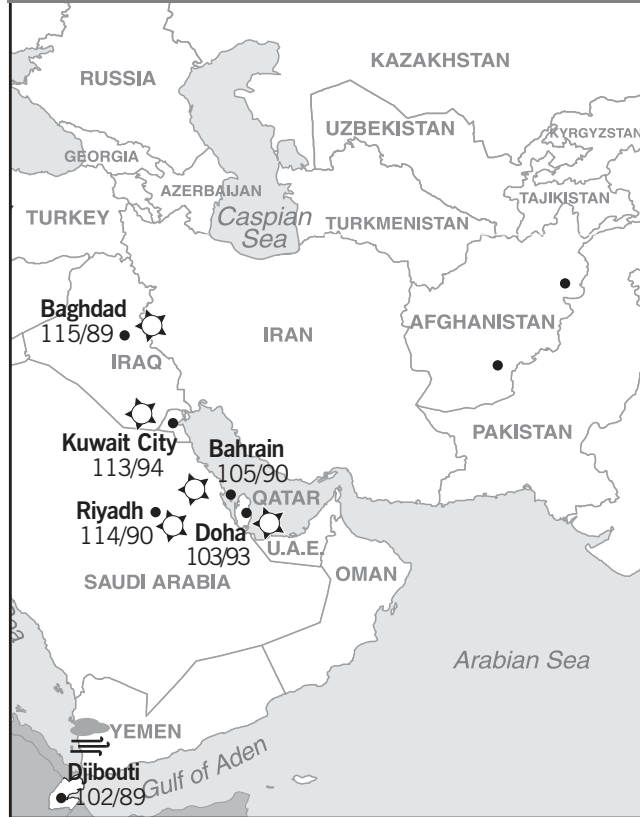 RUSSIA
KAZAKHSTAN
UZBEKISTAN
KYRGYZSTAN
GEORGIA
AZERBAIJAN
TAJIKISTAN
TURKEY
Caspian
Sea
TURKMENISTAN
Baghdad
115/89
IRAQ
IRAN
AFGHANISTAN
Kuwait City
113/94
Bahrain
105/90
PAKISTAN
QATAR
Riyadh
114/90
Doha
103/93
U.A.E.
SAUDI ARABIA
OMAN
Arabian Sea
YEMEN
Gulf of Aden
Djibouti
102/89